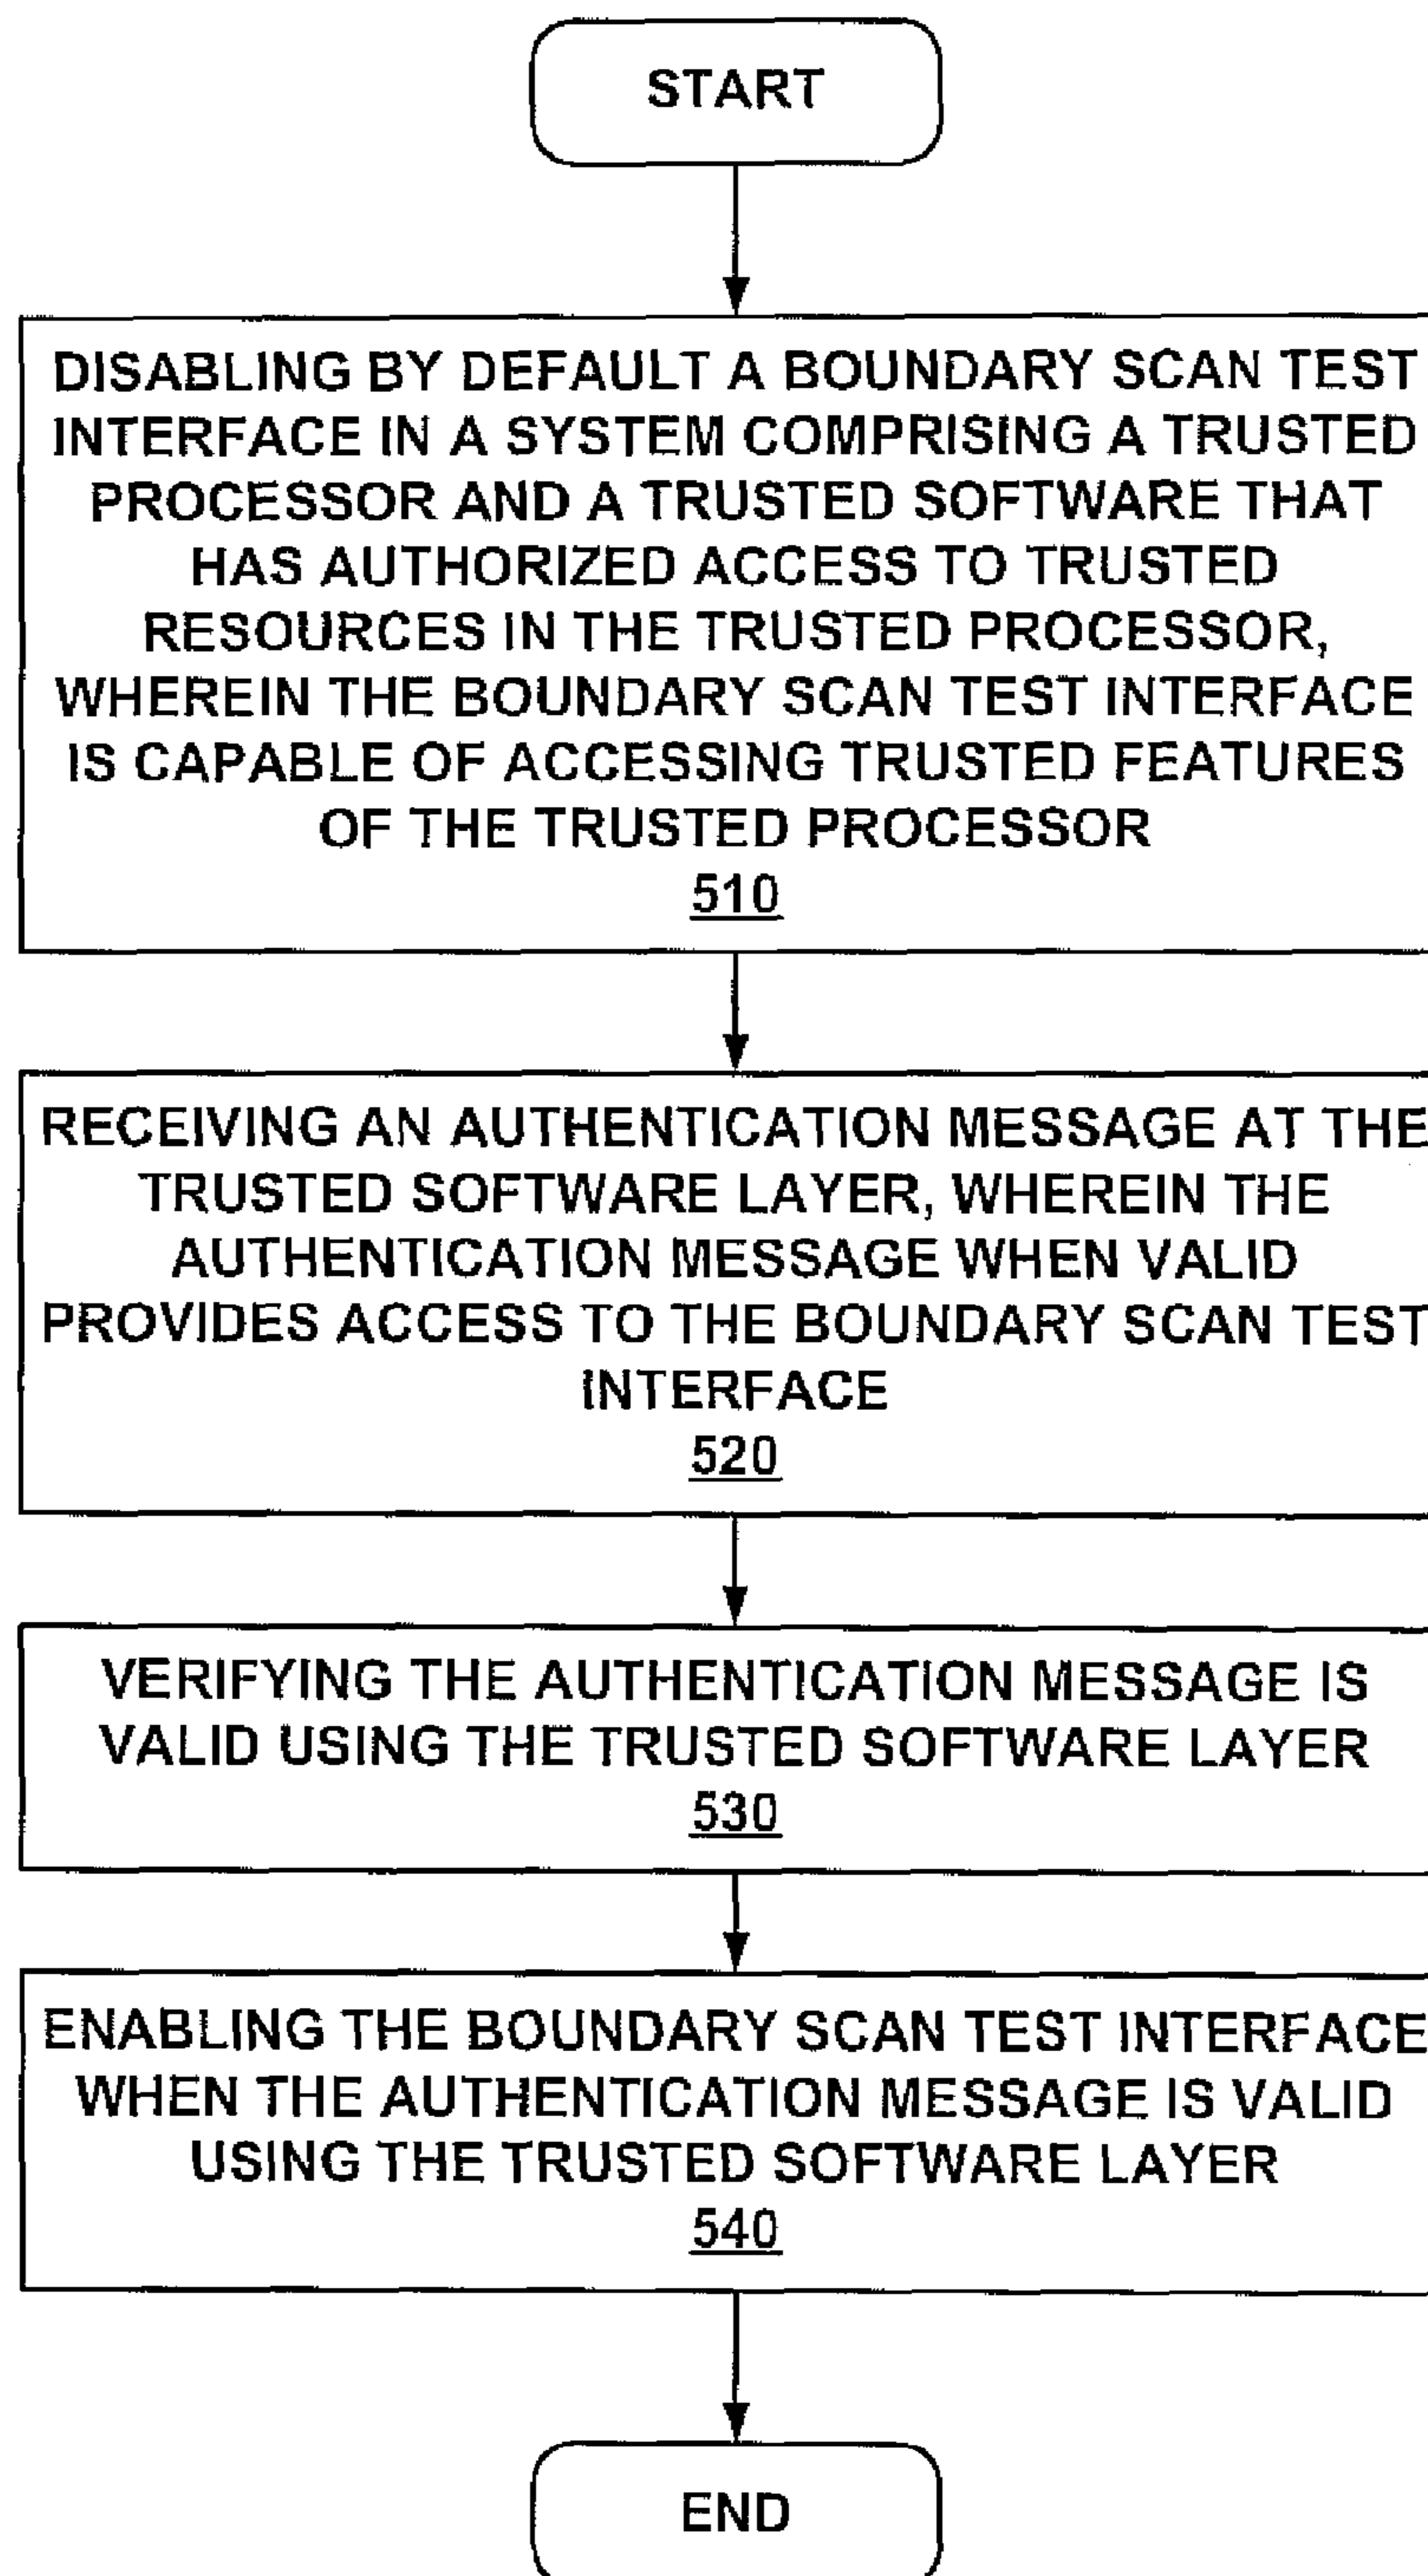 START
DISABLING BY DEFAULT A BOUNDARY SCAN TEST
INTERFACE IN A SYSTEM COMPRISING A TRUSTED
PROCESSOR AND A TRUSTED SOFTWARE THAT
HAS AUTHORIZED ACCESS TO TRUSTED
RESOURCES IN THE TRUSTED PROCESSOR,
WHEREIN THE BOUNDARY SCAN TEST INTERFACE
IS CAPABLE OF ACCESSING TRUSTED FEATURES
OF THE TRUSTED PROCESSOR
510
RECEIVING AN AUTHENTICATION MESSAGE AT THE
TRUSTED SOFTWARE LAYER, WHEREIN THE
AUTHENTICATION MESSAGE WHEN VALID
PROVIDES ACCESS TO THE BOUNDARY SCAN TEST
INTERFACE
520
VERIFYING THE AUTHENTICATION MESSAGE IS
VALID USING THE TRUSTED SOFTWARE LAYER
530
ENABLING THE BOUNDARY SCAN TEST INTERFACE
WHEN THE AUTHENTICATION MESSAGE IS VALID
USING THE TRUSTED SOFTWARE LAYER
540
END